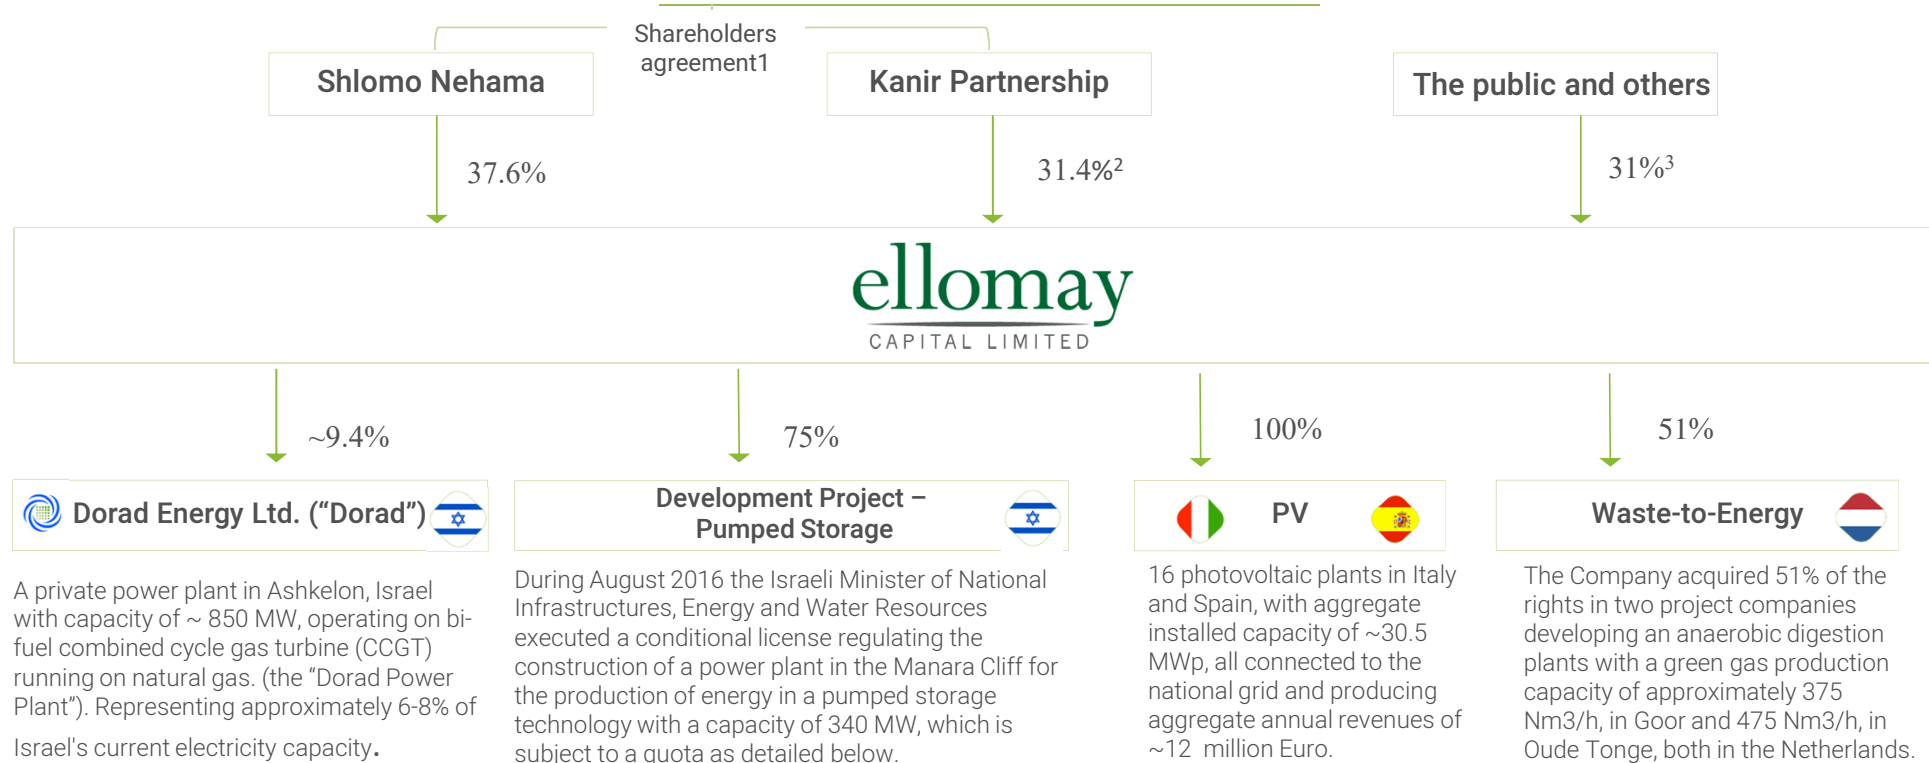 Shareholders
agreement1
Shlomo Nehama
Kanir Partnership
The public and others
37.6%
31.4%²
31%³
ellomay
CAPITAL LIMITED
~9.4%
75%
100%
51%
Dorad Energy Ltd. (“Dorad”)
A private power plant in Ashkelon, Israel
with capacity of ~ 850 MW, operating on bi-
fuel combined cycle gas turbine (CCGT)
running on natural gas. (the “Dorad Power
Plant”). Representing approximately 6-8% of
Israel's current electricity capacity.
Development Project –
Pumped Storage
During August 2016 the Israeli Minister of National
Infrastructures, Energy and Water Resources
executed a conditional license regulating the
construction of a power plant in the Manara Cliff for
the production of energy in a pumped storage
technology with a capacity of 340 MW, which is
subject to a quota as detailed below.
PV
16 photovoltaic plants in Italy
and Spain, with aggregate
installed capacity of ~30.5
MWp, all connected to the
national grid and producing
aggregate annual revenues of
~12 million Euro.
Waste-to-Energy
The Company acquired 51% of the
rights in two project companies
developing an anaerobic digestion
plants with a green gas production
capacity of approximately 375
Nm3/h, in Goor and 475 Nm3/h, in
Oude Tonge, both in the Netherlands.